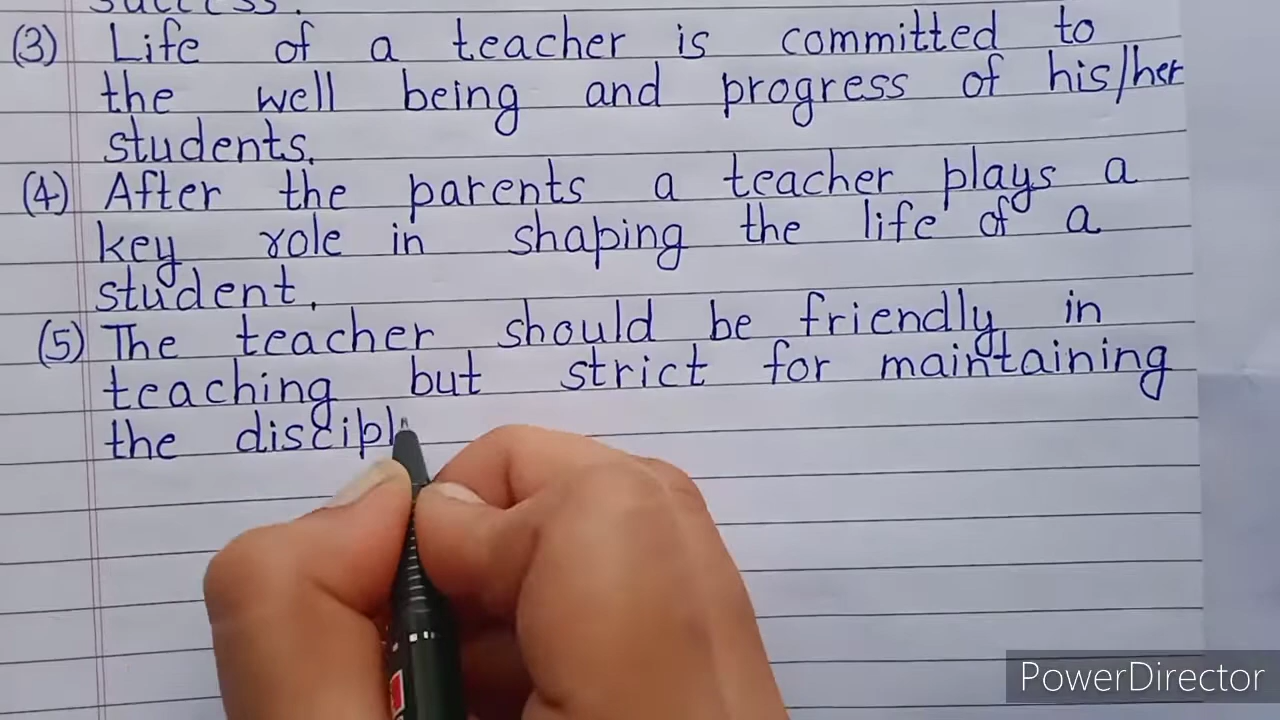 success.
(3) Life of a teacher is committed to
the well being and progress of his/her
students.
(4) After the parents a teacher plays a
key role in shaping the life of a
student.
(5) The teacher should be friendly in
teaching but strict for maintaining
the discipl
PowerDirector